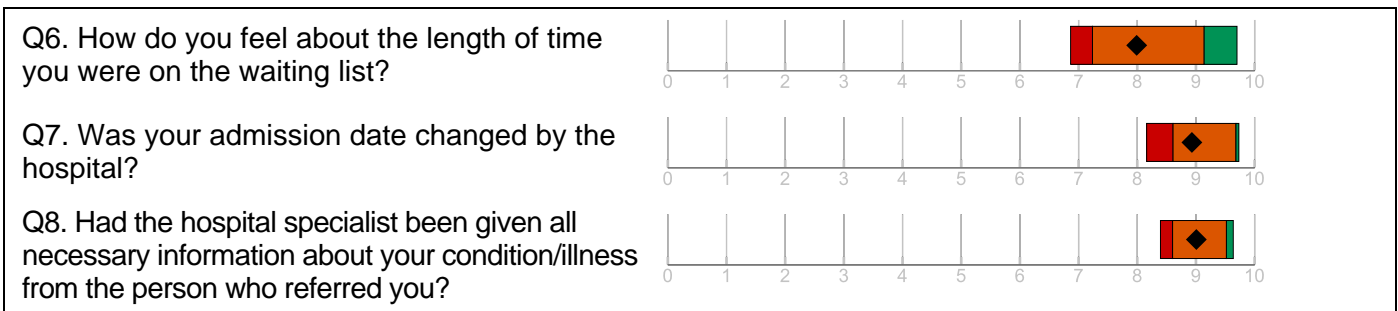 Q6. How do you feel about the length of time
you were on the waiting list?
0 1 2 3 4 5 6 7 8 9 10
Q7. Was your admission date changed by the
hospital?
0 1 2 3 4 5 6 7 8 9 10
Q8. Had the hospital specialist been given all
necessary information about your condition/illness
from the person who referred you?
0 1 2 3 4 5 6 7 8 9 10